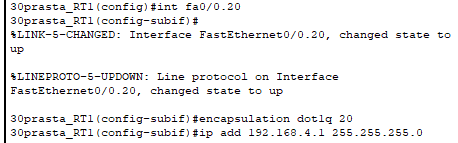 30prasta_RT1(config)#int fa0/0.20
30prasta_RT1(config-subif)#
%LINK-5-CHANGED: Interface FastEthernet0/0.20, changed state to
up
%LINEPROTO-5-UPDOWN: Line protocol on Interface
FastEthernet0/0.20, changed state to up
30prasta_RT1(config-subif)#encapsulation dot1q 20
30prasta_RT1(config-subif)#ip add 192.168.4.1 255.255.255.0